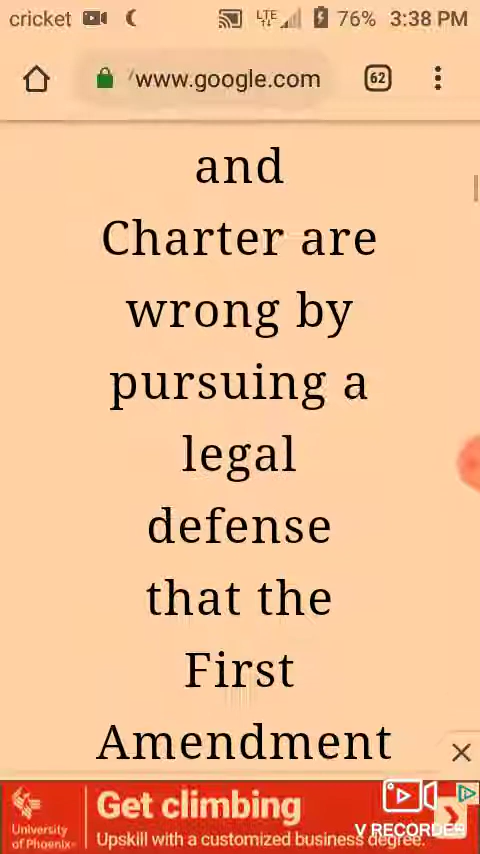 cricket LTE 76% 3:38 PM
www.google.com 62
and
Charter are
wrong by
pursuing a
legal
defense
that the
First
Amendment
University of Phoenix
Get climbing
Upskill with a customized business degree.
V RECORDER